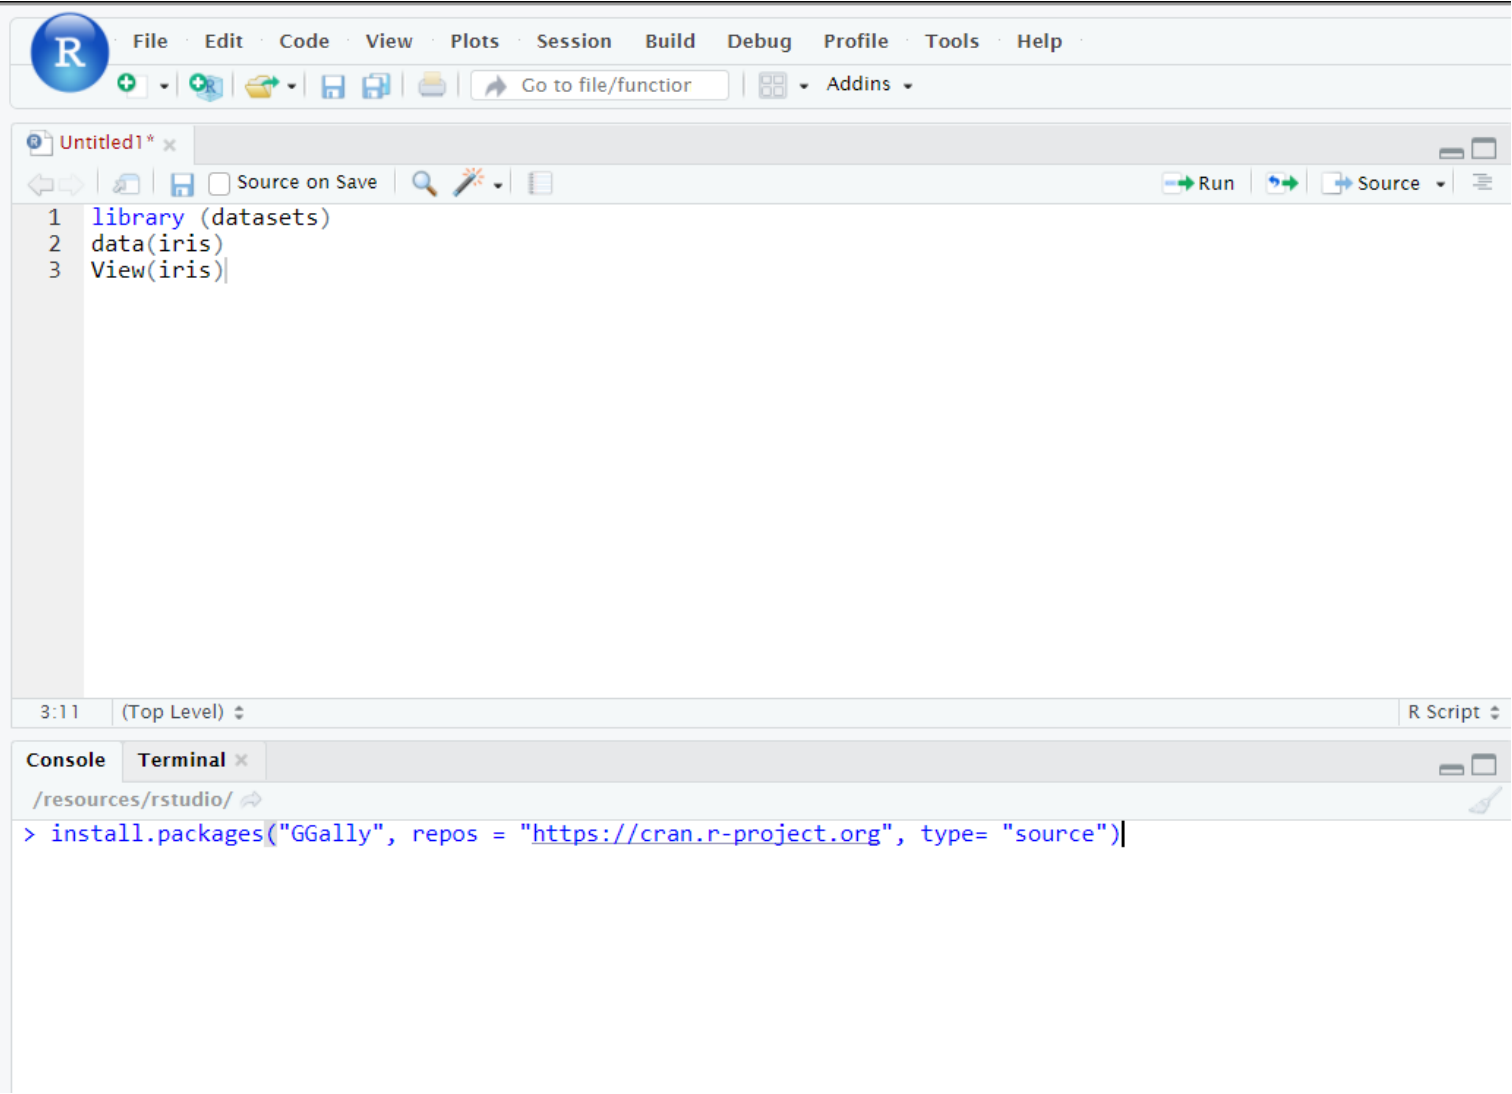 R File Edit Code View Plots Session Build Debug Profile Tools Help
R Go to file/function Addins
R Untitled1*
Source on Save Run Source
1 library (datasets)
2 data(iris)
3 View(iris)
3:11 (Top Level) R Script
Console Terminal
/resources/rstudio/
> install.packages("GGally", repos = "https://cran.r-project.org", type= "source")